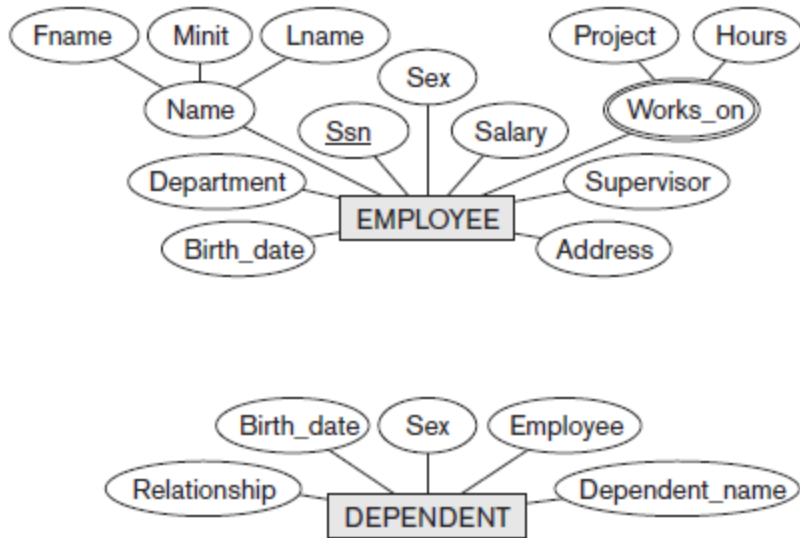 Fname
Minit
Lname
Project
Hours
Sex
Name
Works_on
Ssn
Salary
Department
Supervisor
EMPLOYEE
Birth_date
Address
Birth_date
Sex
Employee
Relationship
Dependent_name
DEPENDENT